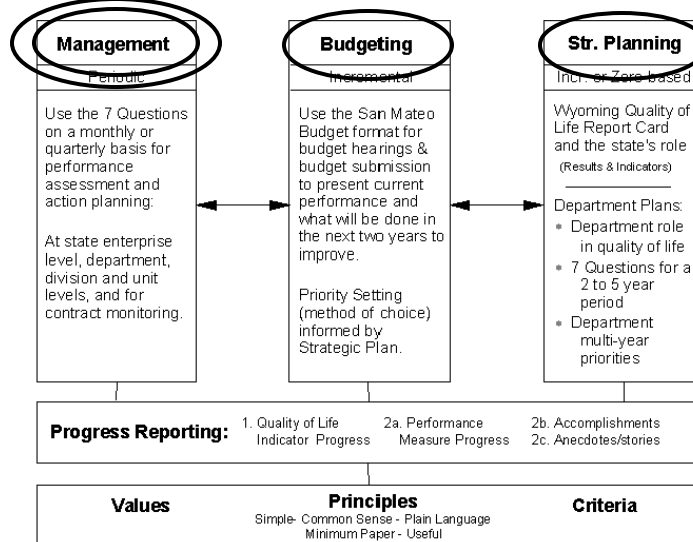 Management
Periodic
Use the 7 Questions
on a monthly or
quarterly basis for
performance
assessment and
action planning:
At state enterprise
level, department,
division and unit
levels, and for
contract monitoring.
Budgeting
Incremental
Use the San Mateo
Budget format for
budget hearings &
budget submission
to present current
performance and
what will be done in
the next two years to
improve.
Priority Setting
(method of choice)
informed by
Strategic Plan.
Str. Planning
Incr. or Zero based
Wyoming Quality of
Life Report Card
and the state's role
(Results & Indicators)
Department Plans:
* Department role
in quality of life
* 7 Questions for a
2 to 5 year
period
* Department
multi-year
priorities
Progress Reporting:
1. Quality of Life
Indicator Progress
2a. Performance
Measure Progress
2b. Accomplishments
2c. Anecdotes/stories
Values
Principles
Simple- Common Sense - Plain Language
Minimum Paper - Useful
Criteria